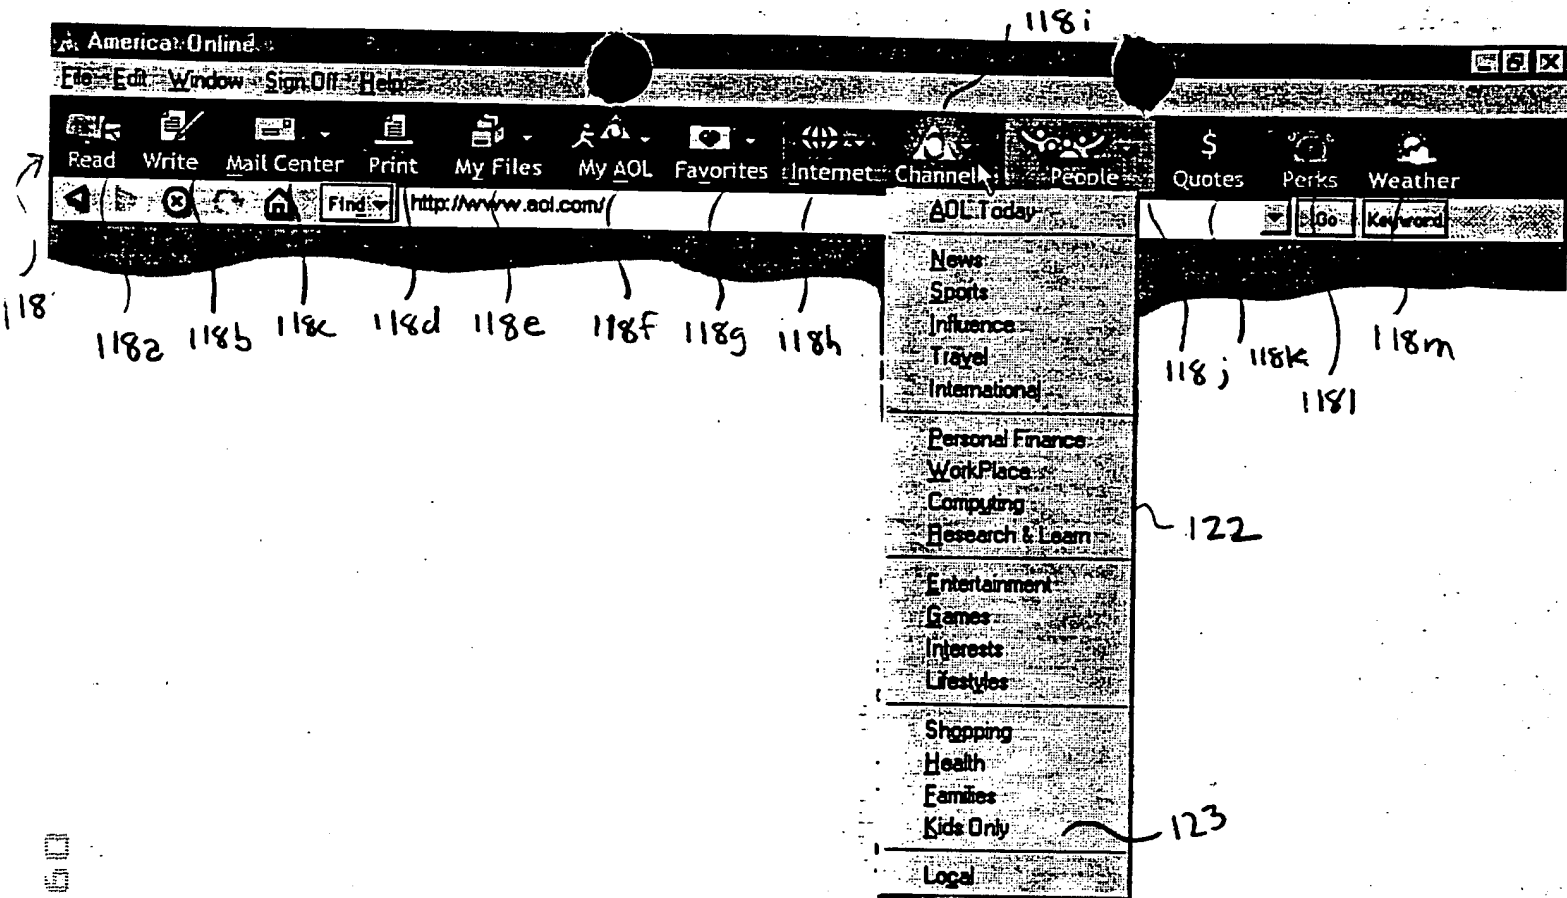 118i
America Online
File Edit Window Sign Off Help
Read Write Mail Center Print My Files My AOL Favorites Internet Channels People Quotes Perks Weather
Find http://www.aol.com/ Go Keyword
118 118a 118b 118c 118d 118e 118f 118g 118h 118j 118k 118l 118m
AOL Today
News
Sports
Influence
Travel
International
Personal Finance
WorkPlace
Computing
Research & Learn
122
Entertainment
Games
Interests
Lifestyles
Shopping
Health
Families
Kids Only
123
Local